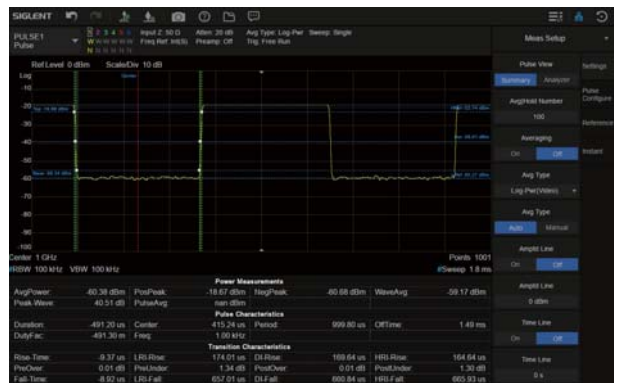 SIGLENT
PULSE1
Pulse
Input Z: 50 Ω
Freq Ref: Int(S)
Atten: 20 dB
Preamp: Off
Avg Type: Log-Pwr
Trig: Free Run
Sweep: Single
Meas Setup
Ref Level 0 dBm Scale/Div 10 dB
Log
-10
-20
-30
-40
-50
-60
-70
-80
-90
-100
Center 1 GHz
#RBW 100 kHz VBW 100 kHz
Points 1001
#Sweep 1.8 ms
Power Measurements
AvgPower: -60.38 dBm PosPeak: -18.67 dBm NegPeak: -60.68 dBm WaveAvg: -59.17 dBm
Peak.Wave: 40.51 dB PulseAvg: nan dBm
Pulse Characteristics
Duration: -491.20 us Center: 415.24 us Period: 999.80 us OffTime: 1.49 ms
DutyFac: -491.30 m Freq: 1.00 kHz
Transition Characteristics
Rise-Time: -9.37 us LRI-Rise: 174.01 us DI-Rise: 169.64 us HRI-Rise: 164.64 us
PreOver: 0.01 dB PreUnder: 1.34 dB PostOver: 0.01 dB PostUnder: 1.30 dB
Fall-Time: -8.92 us LRI-Fall: 657.01 us DI-Fall: 660.84 us HRI-Fall: 665.93 us
Pulse View
Summary Analyzer
Avg|Hold Number
100
Averaging
On Off
Avg Type
Log-Pwr(Video)
Avg Type
Auto Manual
Amptd Line
On Off
Amptd Line
0 dBm
Time Line
On Off
Time Line
0 s
Settings
Pulse
Configure
Reference
Instant